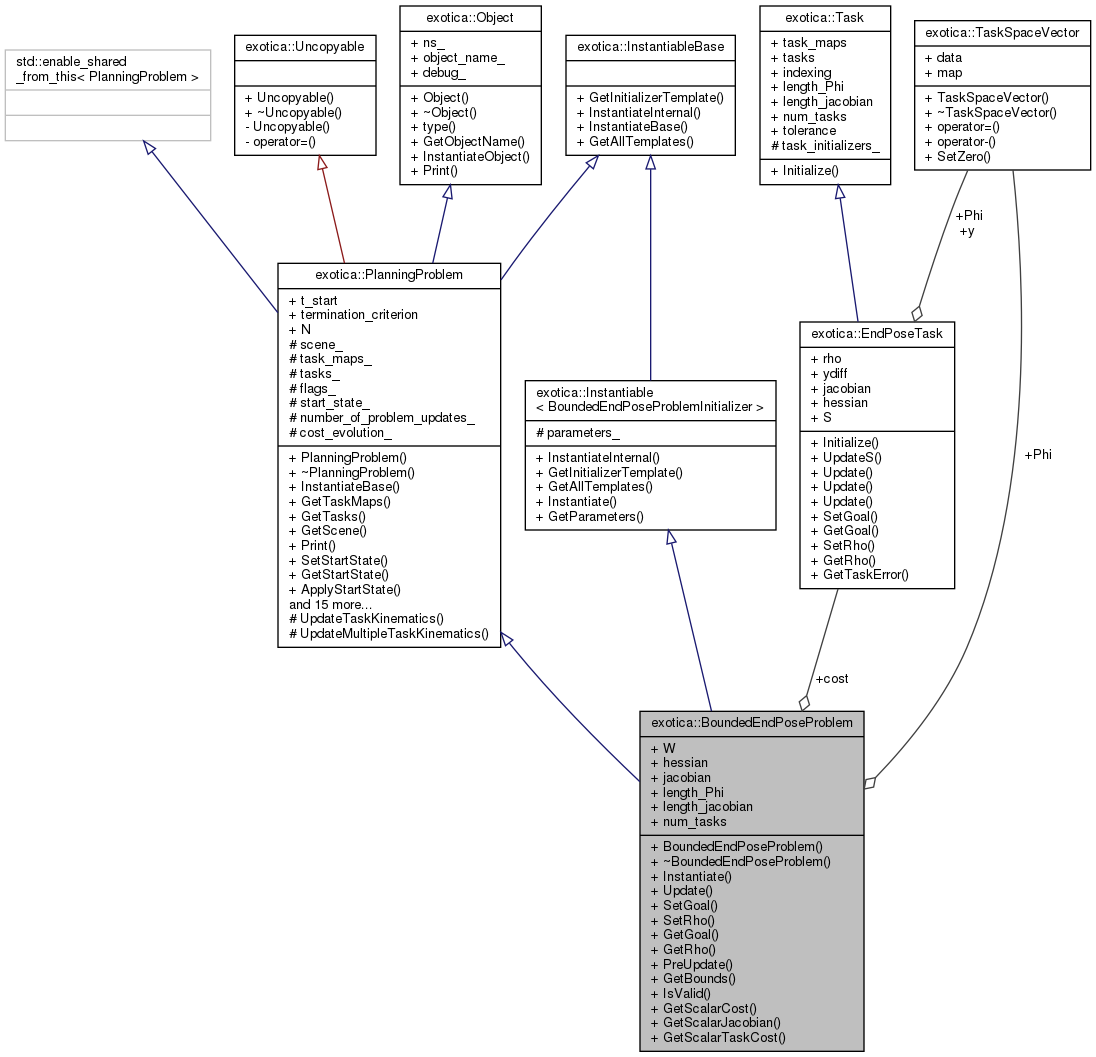 std::enable_shared
_from_this< PlanningProblem >
exotica::Uncopyable
+ Uncopyable()
+ ~Uncopyable()
- Uncopyable()
- operator=()
exotica::Object
+ ns_
+ object_name_
+ debug_
+ Object()
+ ~Object()
+ type()
+ GetObjectName()
+ InstantiateObject()
+ Print()
exotica::InstantiableBase
+ GetInitializerTemplate()
+ InstantiateInternal()
+ InstantiateBase()
+ GetAllTemplates()
exotica::Task
+ task_maps
+ tasks
+ indexing
+ length_Phi
+ length_jacobian
+ num_tasks
+ tolerance
# task_initializers_
+ Initialize()
exotica::TaskSpaceVector
+ data
+ map
+ TaskSpaceVector()
+ ~TaskSpaceVector()
+ operator=()
+ operator-()
+ SetZero()
+Phi
+y
exotica::PlanningProblem
+ t_start
+ termination_criterion
+ N
# scene_
# task_maps_
# tasks_
# flags_
# start_state_
# number_of_problem_updates_
# cost_evolution_
+ PlanningProblem()
+ ~PlanningProblem()
+ InstantiateBase()
+ GetTaskMaps()
+ GetTasks()
+ GetScene()
+ Print()
+ SetStartState()
+ GetStartState()
+ ApplyStartState()
and 15 more...
# UpdateTaskKinematics()
# UpdateMultipleTaskKinematics()
exotica::Instantiable
< BoundedEndPoseProblemInitializer >
# parameters_
+ InstantiateInternal()
+ GetInitializerTemplate()
+ GetAllTemplates()
+ Instantiate()
+ GetParameters()
exotica::EndPoseTask
+ rho
+ ydiff
+ jacobian
+ hessian
+ S
+ Initialize()
+ UpdateS()
+ Update()
+ Update()
+ Update()
+ SetGoal()
+ GetGoal()
+ SetRho()
+ GetRho()
+ GetTaskError()
+Phi
+cost
exotica::BoundedEndPoseProblem
+ W
+ hessian
+ jacobian
+ length_Phi
+ length_jacobian
+ num_tasks
+ BoundedEndPoseProblem()
+ ~BoundedEndPoseProblem()
+ Instantiate()
+ Update()
+ SetGoal()
+ SetRho()
+ GetGoal()
+ GetRho()
+ PreUpdate()
+ GetBounds()
+ IsValid()
+ GetScalarCost()
+ GetScalarJacobian()
+ GetScalarTaskCost()